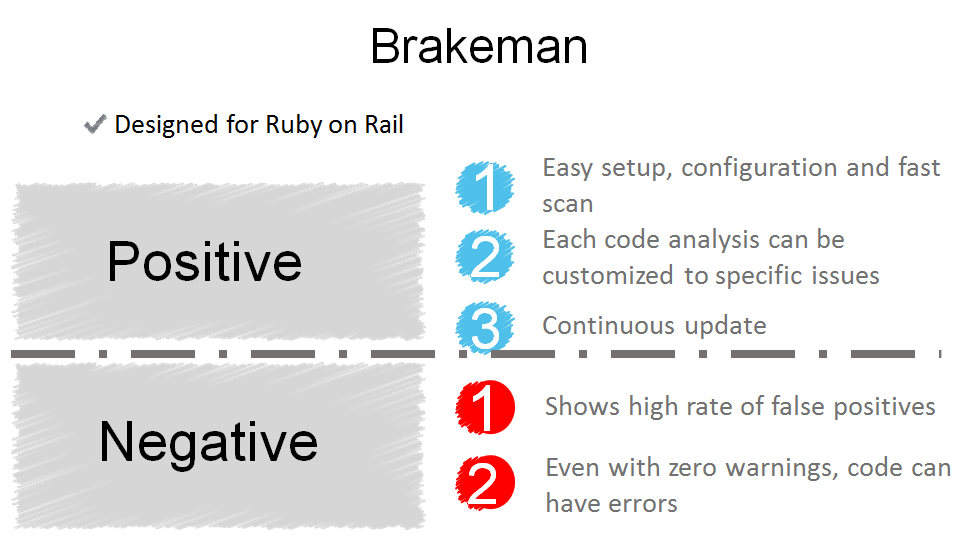 Brakeman
Designed for Ruby on Rail
Positive
1 Easy setup, configuration and fast
scan
2 Each code analysis can be
customized to specific issues
3 Continuous update
Negative
1 Shows high rate of false positives
2 Even with zero warnings, code can
have errors